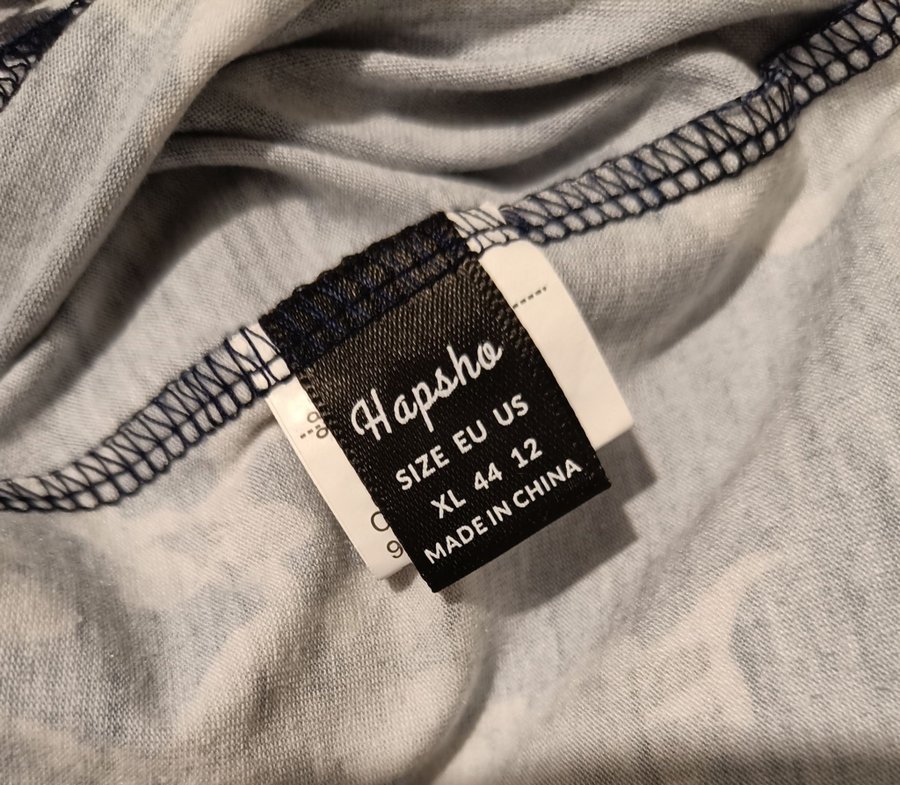 Hapsho
SIZE EU US
XL 44 12
MADE IN CHINA